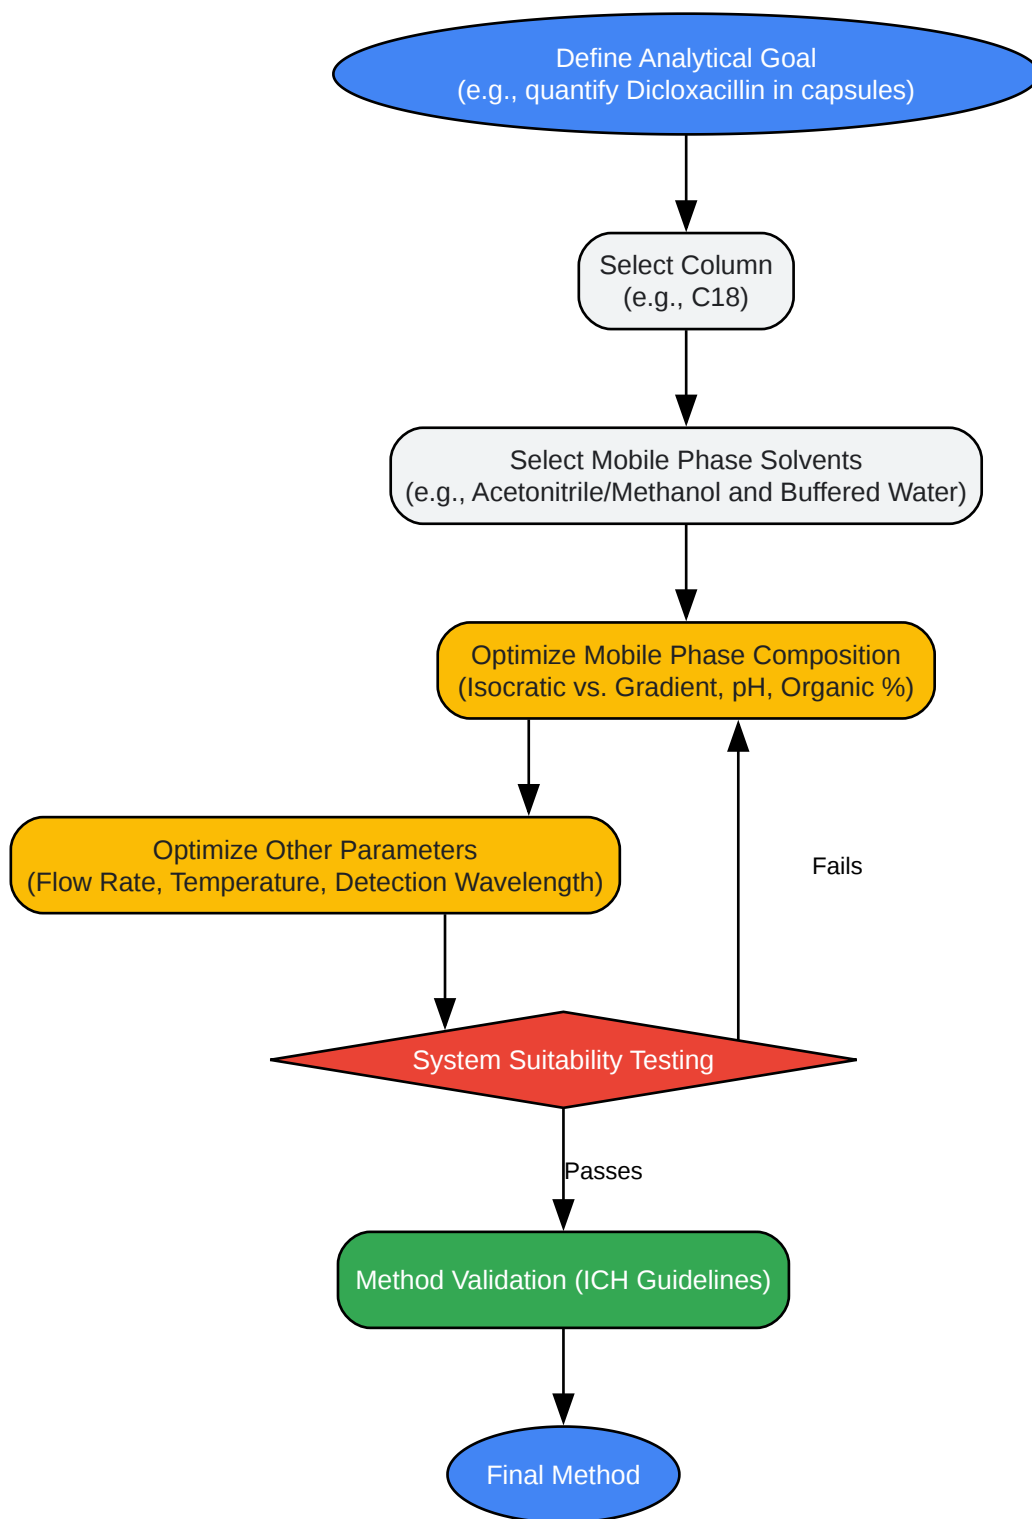 Define Analytical Goal
(e.g., quantify Dicloxacillin in capsules)
Select Column
(e.g., C18)
Select Mobile Phase Solvents
(e.g., Acetonitrile/Methanol and Buffered Water)
Optimize Mobile Phase Composition
(Isocratic vs. Gradient, pH, Organic %)
Optimize Other Parameters
(Flow Rate, Temperature, Detection Wavelength)
Fails
System Suitability Testing
Passes
Method Validation (ICH Guidelines)
Final Method